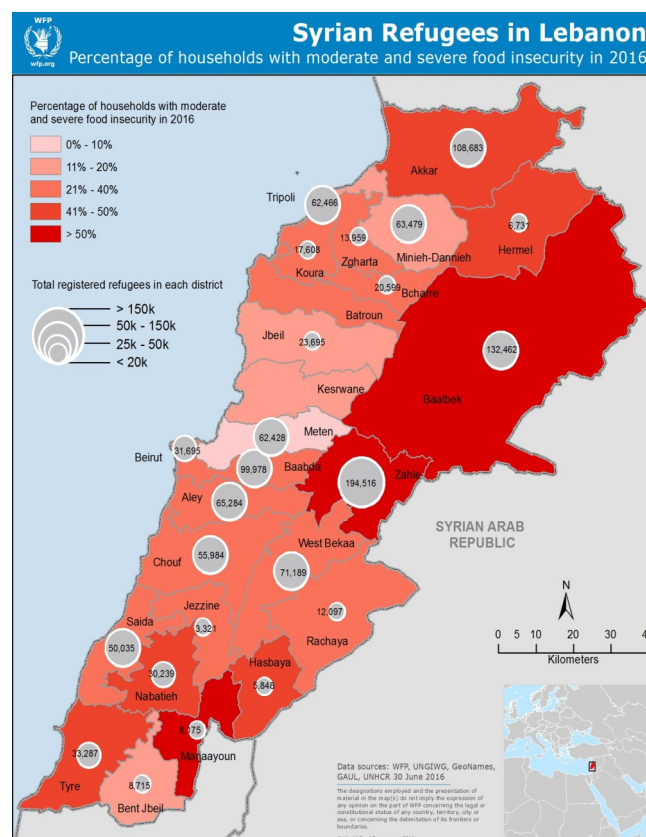 WFP
wfp.org
Syrian Refugees in Lebanon
Percentage of households with moderate and severe food insecurity in 2016
Percentage of households with moderate
and severe food insecurity in 2016
0% - 10%
11% - 20%
21% - 40%
41% - 50%
> 50%
Total registered refugees in each district
> 150k
50k - 150k
25k - 50k
< 20k
108,683
Akkar
Tripoli
62,466
63,479
Minieh-Dannieh
6,731
Hermel
17,608
Koura
13,959
Zgharta
20,599
Bcharre
Batroun
Jbeil
23,695
132,462
Baalbek
Kesrwane
Meten
62,428
Beirut
31,695
99,978
Baabda
194,516
Zahle
Aley
65,284
SYRIAN ARAB
REPUBLIC
West Bekaa
55,984
Chouf
71,189
Jezzine
3,321
12,097
Rachaya
Saida
50,035
Hasbaya
5,848
30,239
Nabatieh
Marjaayoun
33,287
Tyre
8,715
Bent Jbeil
N
0 5 10 20 30 40
Kilometers
Data sources: WFP, UNGIWG, GeoNames,
GAUL, UNHCR 30 June 2016
The designations employed and the presentation of
material in the map(s) do not imply the expression of
any opinion on the part of WFP concerning the legal or
constitutional status of any country, territory, city or
sea, or concerning the delimitation of its frontiers or
boundaries.